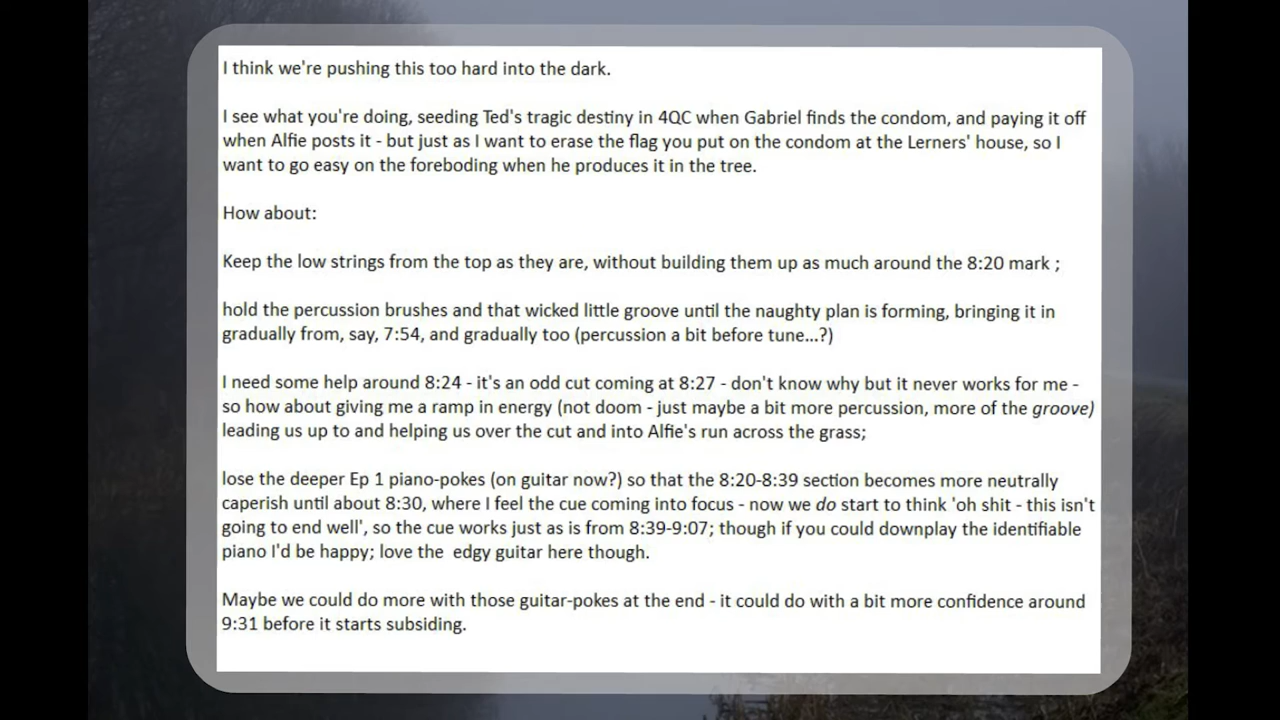 I think we're pushing this too hard into the dark.
I see what you're doing, seeding Ted's tragic destiny in 4QC when Gabriel finds the condom, and paying it off
when Alfie posts it - but just as I want to erase the flag you put on the condom at the Lerners' house, so I
want to go easy on the foreboding when he produces it in the tree.
How about:
Keep the low strings from the top as they are, without building them up as much around the 8:20 mark ;
hold the percussion brushes and that wicked little groove until the naughty plan is forming, bringing it in
gradually from, say, 7:54, and gradually too (percussion a bit before tune...?)
I need some help around 8:24 - it's an odd cut coming at 8:27 - don't know why but it never works for me -
so how about giving me a ramp in energy (not doom - just maybe a bit more percussion, more of the groove)
leading us up to and helping us over the cut and into Alfie's run across the grass;
lose the deeper Ep 1 piano-pokes (on guitar now?) so that the 8:20-8:39 section becomes more neutrally
caperish until about 8:30, where I feel the cue coming into focus - now we do start to think 'oh shit - this isn't
going to end well', so the cue works just as is from 8:39-9:07; though if you could downplay the identifiable
piano I'd be happy; love the  edgy guitar here though.
Maybe we could do more with those guitar-pokes at the end - it could do with a bit more confidence around
9:31 before it starts subsiding.